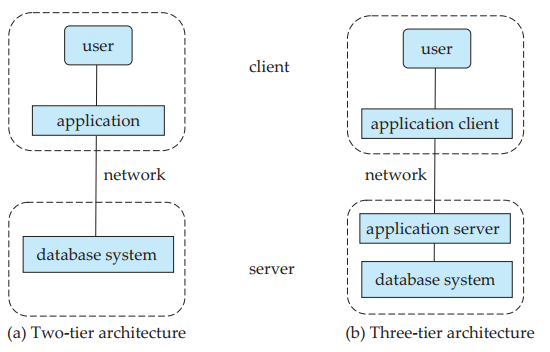 user
application
network
database system
(a) Two-tier architecture
client
server
user
application client
network
application server
database system
(b) Three-tier architecture